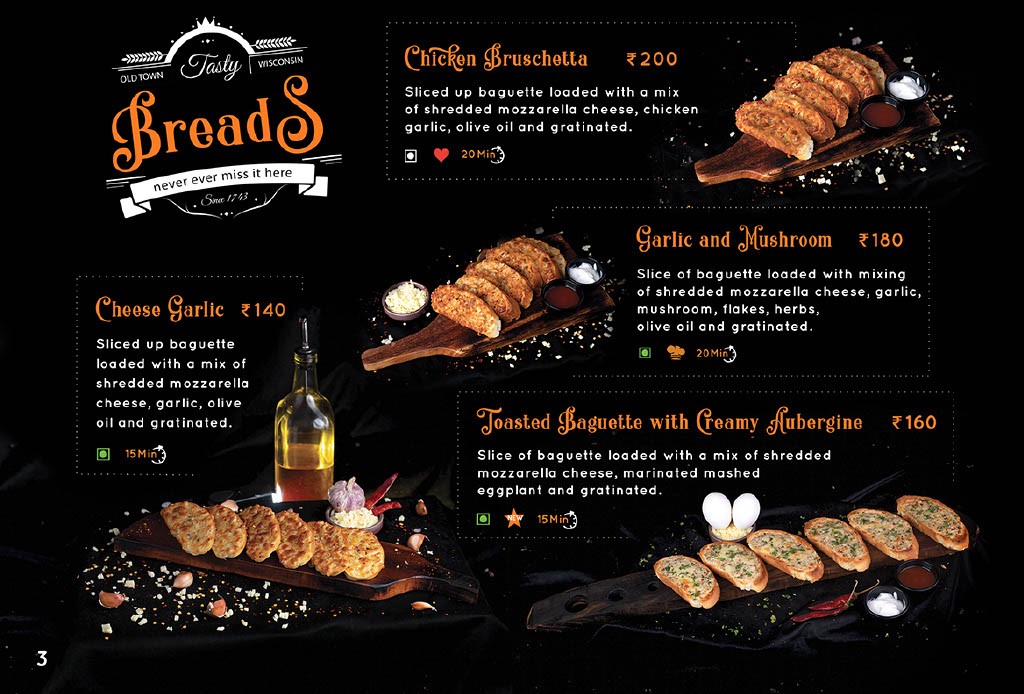 OLD TOWN Tasty WISCONSIN
BreadS
never ever miss it here
Since 1743
Chicken Bruschetta ₹200
Sliced up baguette loaded with a mix
of shredded mozzarella cheese, chicken
garlic, olive oil and gratinated.
20Min
Garlic and Mushroom ₹180
Slice of baguette loaded with mixing
of shredded mozzarella cheese, garlic,
mushroom, flakes, herbs,
olive oil and gratinated.
20Min
Cheese Garlic ₹140
Sliced up baguette
loaded with a mix of
shredded mozzarella
cheese, garlic, olive
oil and gratinated.
15Min
Toasted Baguette with Creamy Aubergine ₹160
Slice of baguette loaded with a mix of shredded
mozzarella cheese, marinated mashed
eggplant and gratinated.
NEW 15Min
3